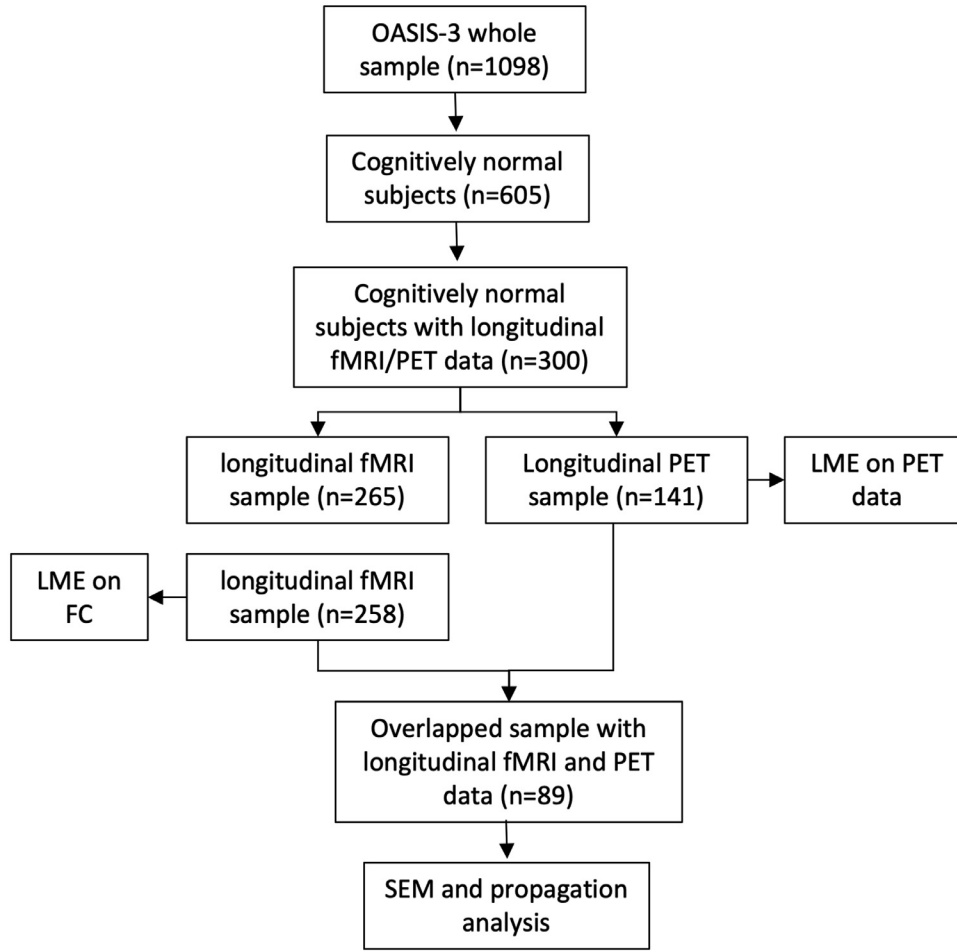 OASIS-3 whole
sample (n=1098)
Cognitively normal
subjects (n=605)
Cognitively normal
subjects with longitudinal
fMRI/PET data (n=300)
longitudinal fMRI
sample (n=265)
Longitudinal PET
sample (n=141)
LME on PET
data
LME on
FC
longitudinal fMRI
sample (n=258)
Overlapped sample with
longitudinal fMRI and PET
data (n=89)
SEM and propagation
analysis